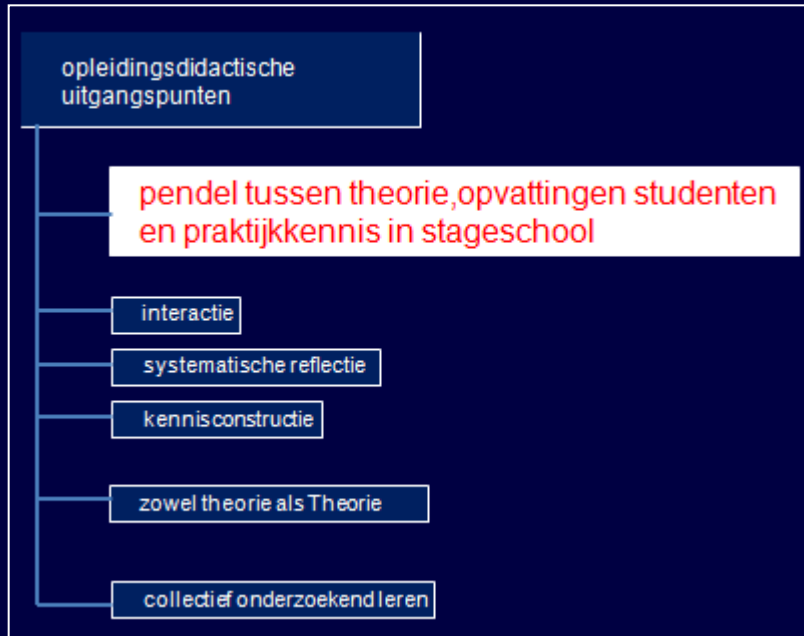 opleidingsdidactische
uitgangspunten
pendel tussen theorie,opvattingen studenten
en praktijkkennis in stageschool
interactie
systematische reflectie
kennisconstructie
zowel theorie als Theorie
collectief onderzoekend leren